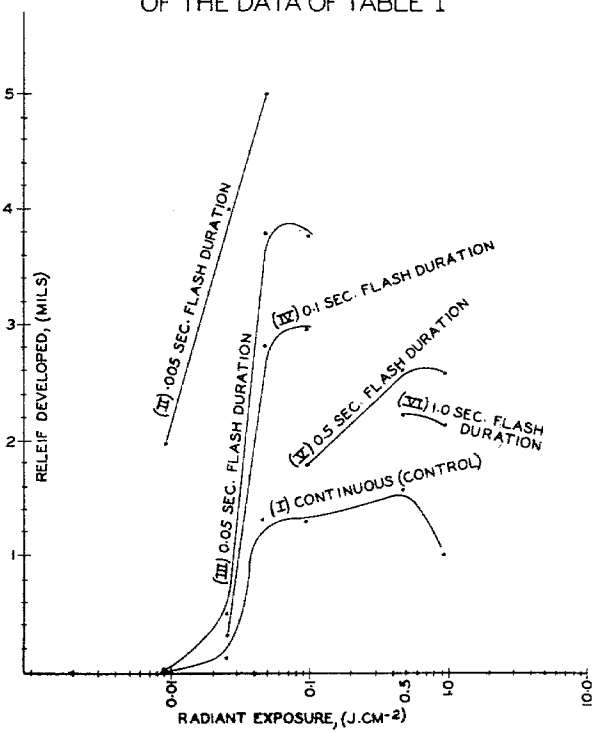 OF THE DATA OF TABLE I
5
4
3
2
1
RELEIF DEVELOPED, (MILS)
(II) .005 SEC. FLASH DURATION
(III) 0.05 SEC. FLASH DURATION
(IV) 0.1 SEC. FLASH DURATION
(V) 0.5 SEC. FLASH DURATION
(VI) 1.0 SEC. FLASH
DURATION
(I) CONTINUOUS (CONTROL)
0.01
0.1
0.5
1.0
10.0
RADIANT EXPOSURE, (J.CM-2)